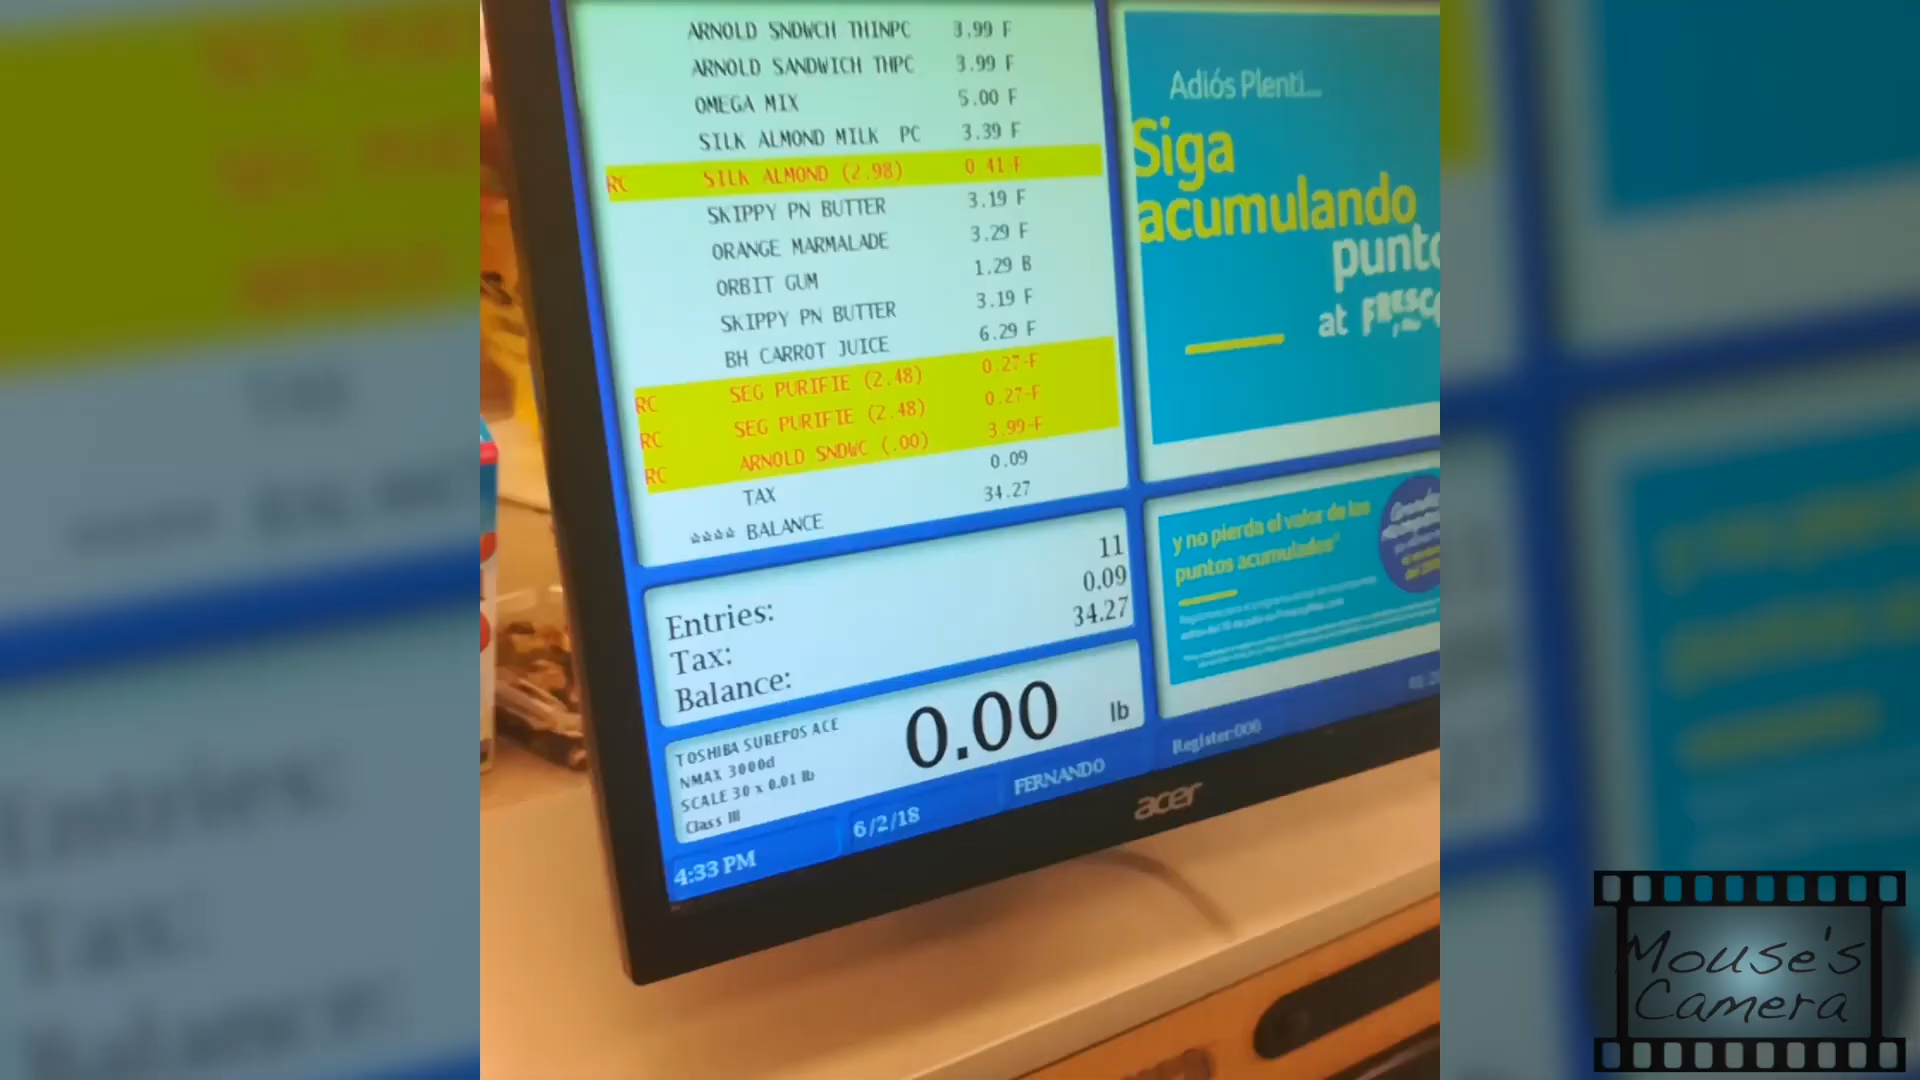 ARNOLD SNDWCH THINPC 3.99 F
ARNOLD SANDWICH THPC 3.99 F
OMEGA MIX 5.00 F
SILK ALMOND MILK PC 3.39 F
RC SILK ALMOND (2.98) 0.41-F
SKIPPY PN BUTTER 3.19 F
ORANGE MARMALADE 3.29 F
ORBIT GUM 1.29 B
SKIPPY PN BUTTER 3.19 F
BH CARROT JUICE 6.29 F
RC SEG PURIFIE (2.48) 0.27-F
RC SEG PURIFIE (2.48) 0.27-F
RC ARNOLD SNDWC (.00) 3.99-F
TAX 0.09
**** BALANCE 34.27
Entries: 11
Tax: 0.09
Balance: 34.27
TOSHIBA SUREPOS ACE
NMAX 3000d
SCALE 30 x 0.01 lb
Class III
0.00 lb
4:33 PM
6/2/18
FERNANDO
Register-006
acer
Adiós Plenti...
Siga
acumulando
punto
at FRESC
y no pierda el valor de los
puntos acumulados*
Mouse's
Camera